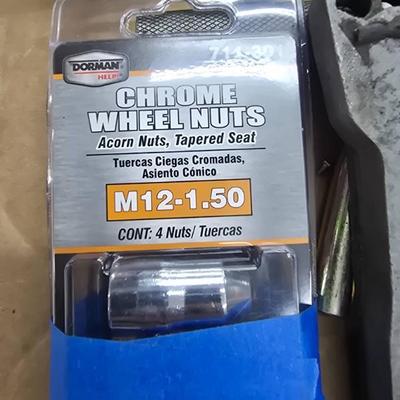 DORMAN
HELP!
CHROME
WHEEL NUTS
Acorn Nuts, Tapered Seat
Tuercas Ciegas Cromadas,
Asiento Cónico
M12-1.50
CONT: 4 Nuts/ Tuercas